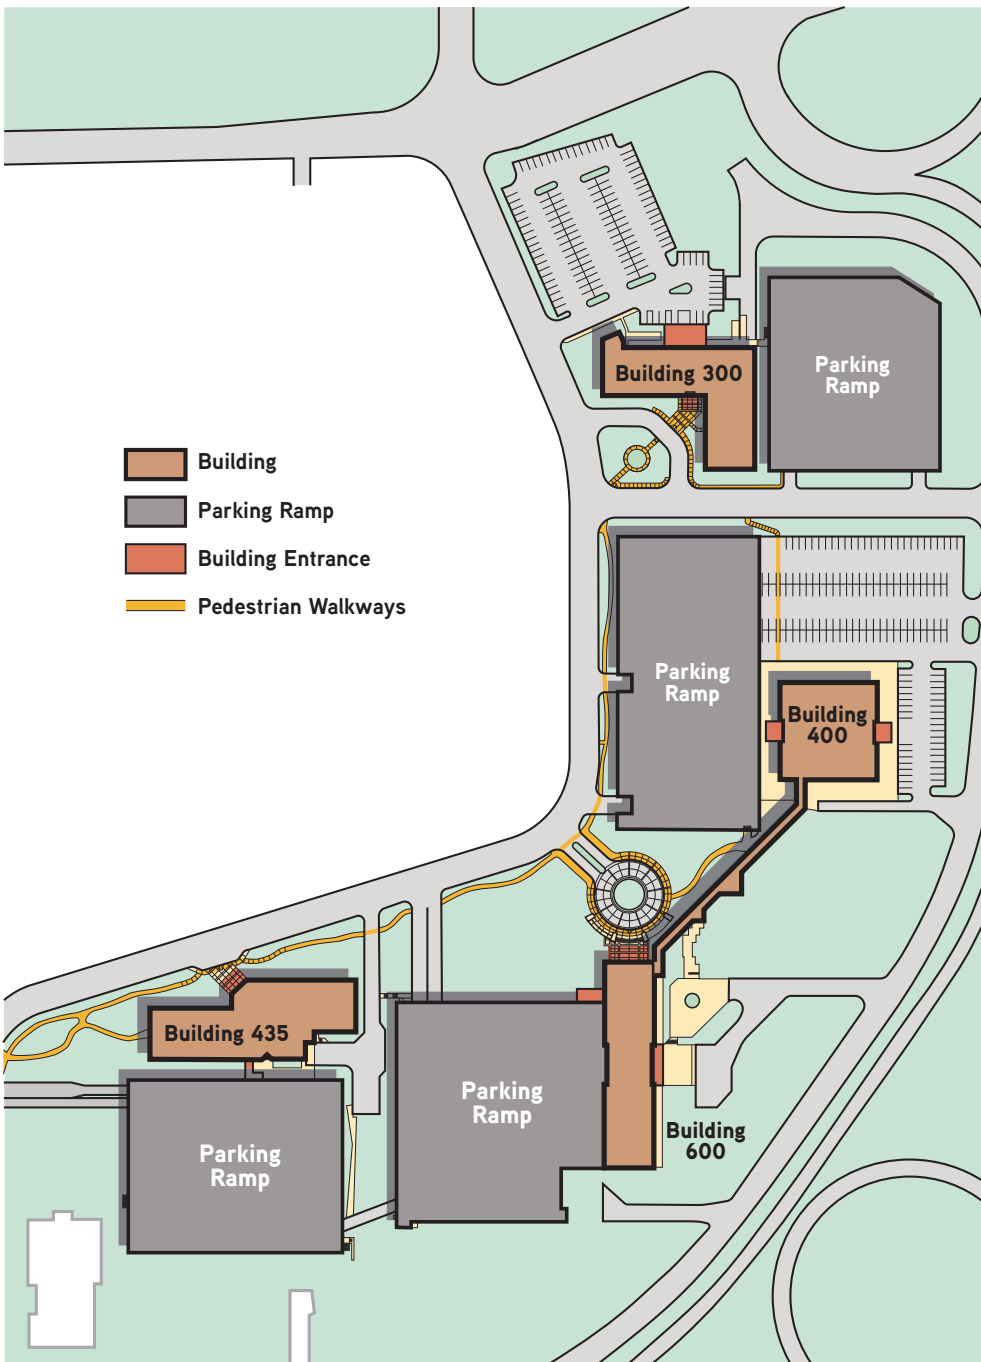 Parking
Ramp
Building 300
Building
Parking Ramp
Building Entrance
Pedestrian Walkways
Parking
Ramp
Building
400
Building 435
Parking
Ramp
Building
600
Parking
Ramp